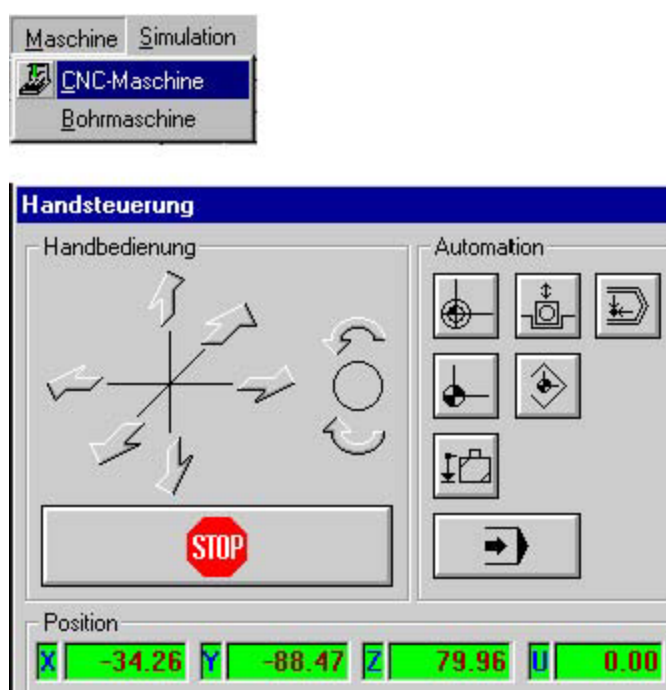 Maschine Simulation
CNC-Maschine
Bohrmaschine
Handsteuerung
Handbedienung Automation
STOP
Position
X -34.26 Y -88.47 Z 79.96 U 0.00